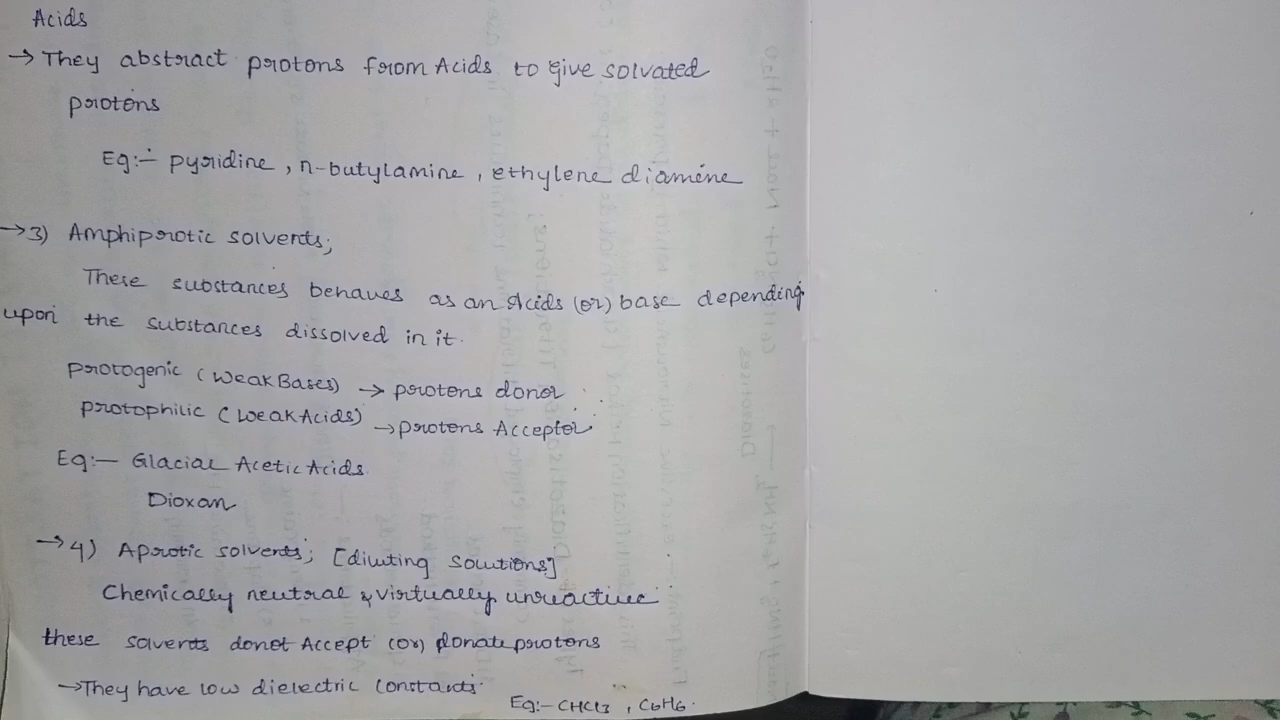 Acids
→ They abstract protons from Acids to give solvated
protons
Eg:- pyridine, n-butylamine, ethylene diamine
→ 3) Amphiprotic solvents;
These substances behaves as an Acids (or) base depending
upon the substances dissolved in it.
protogenic (Weak Bases) → protons donor
protophilic (Weak Acids) → protons Acceptor
Eg:- Glacial Acetic Acids
Dioxan
→ 4) Aprotic solvents; [diluting solutions]
Chemically neutral & virtually unreactive
these solvents donot Accept (or) donate protons
→ They have low dielectric constants.
Eg:- CHCl3, C6H6.